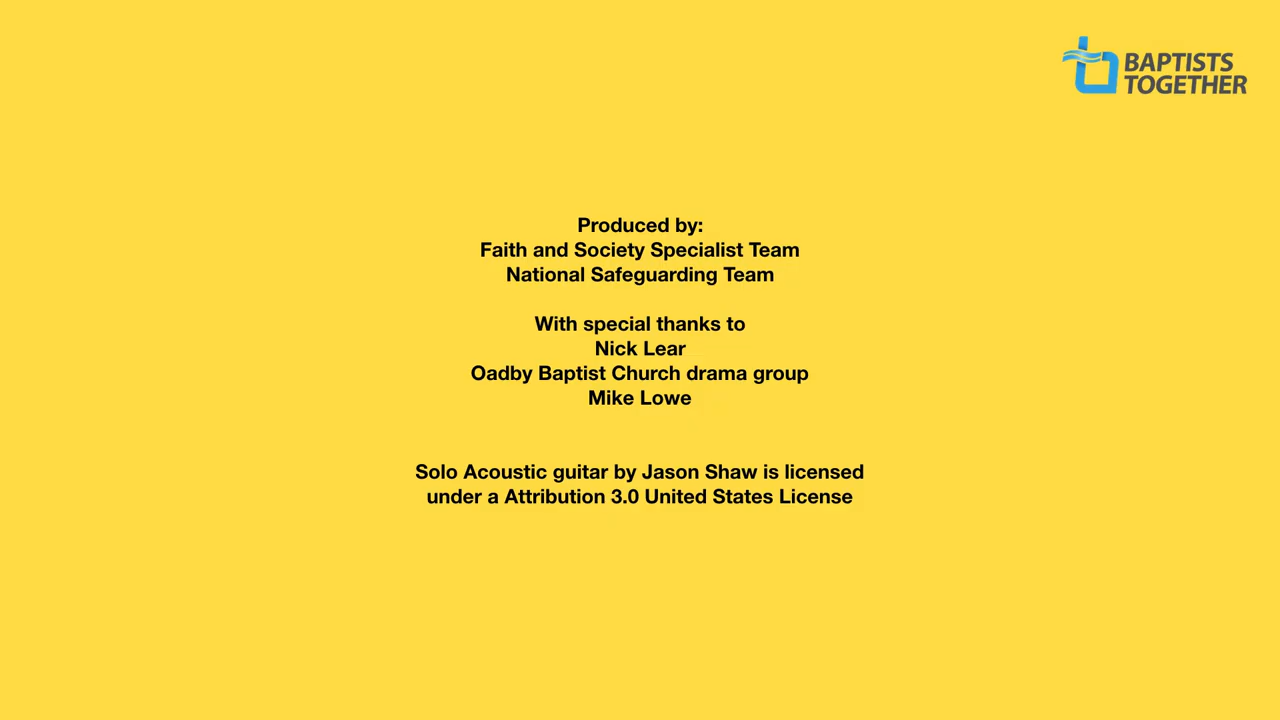 BAPTISTS
TOGETHER
Produced by:
Faith and Society Specialist Team
National Safeguarding Team
With special thanks to
Nick Lear
Oadby Baptist Church drama group
Mike Lowe
Solo Acoustic guitar by Jason Shaw is licensed
under a Attribution 3.0 United States License